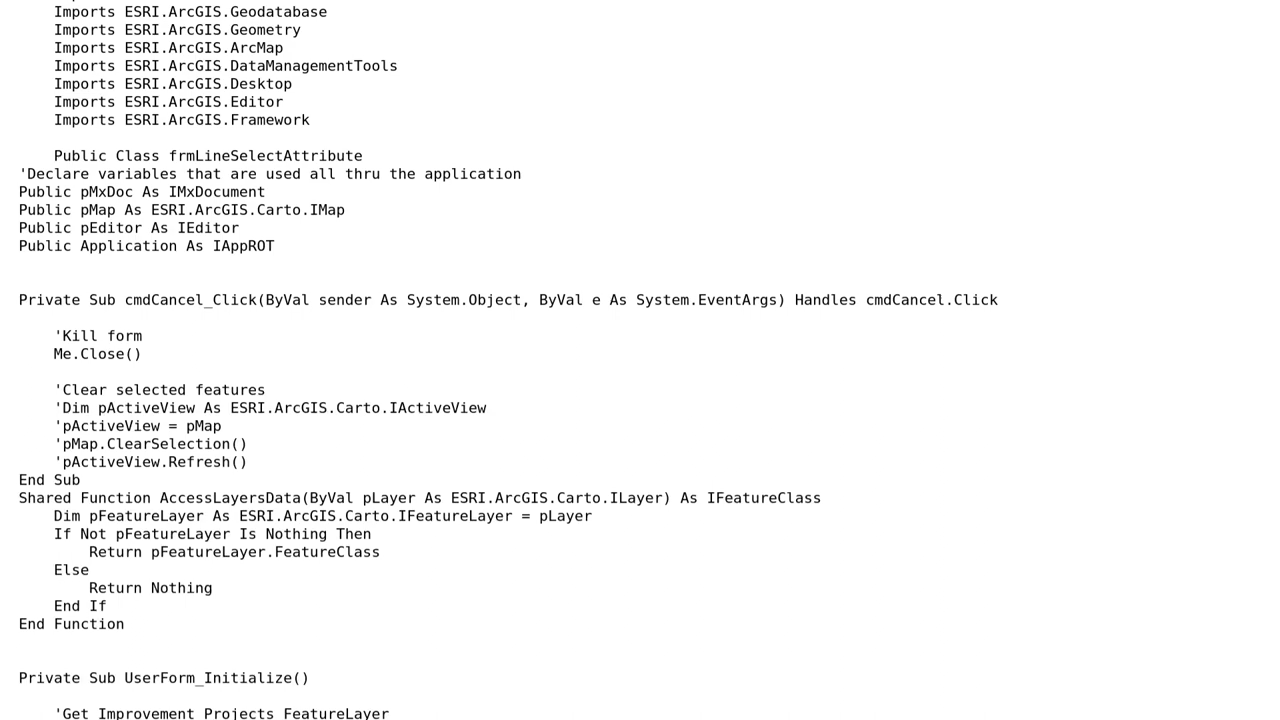 Imports ESRI.ArcGIS.Geodatabase
Imports ESRI.ArcGIS.Geometry
Imports ESRI.ArcGIS.ArcMap
Imports ESRI.ArcGIS.DataManagementTools
Imports ESRI.ArcGIS.Desktop
Imports ESRI.ArcGIS.Editor
Imports ESRI.ArcGIS.Framework
Public Class frmLineSelectAttribute
'Declare variables that are used all thru the application
Public pMxDoc As IMxDocument
Public pMap As ESRI.ArcGIS.Carto.IMap
Public pEditor As IEditor
Public Application As IAppROT
Private Sub cmdCancel_Click(ByVal sender As System.Object, ByVal e As System.EventArgs) Handles cmdCancel.Click
'Kill form
Me.Close()
'Clear selected features
'Dim pActiveView As ESRI.ArcGIS.Carto.IActiveView
'pActiveView = pMap
'pMap.ClearSelection()
'pActiveView.Refresh()
End Sub
Shared Function AccessLayersData(ByVal pLayer As ESRI.ArcGIS.Carto.ILayer) As IFeatureClass
Dim pFeatureLayer As ESRI.ArcGIS.Carto.IFeatureLayer = pLayer
If Not pFeatureLayer Is Nothing Then
Return pFeatureLayer.FeatureClass
Else
Return Nothing
End If
End Function
Private Sub UserForm_Initialize()
'Get Improvement Projects FeatureLayer